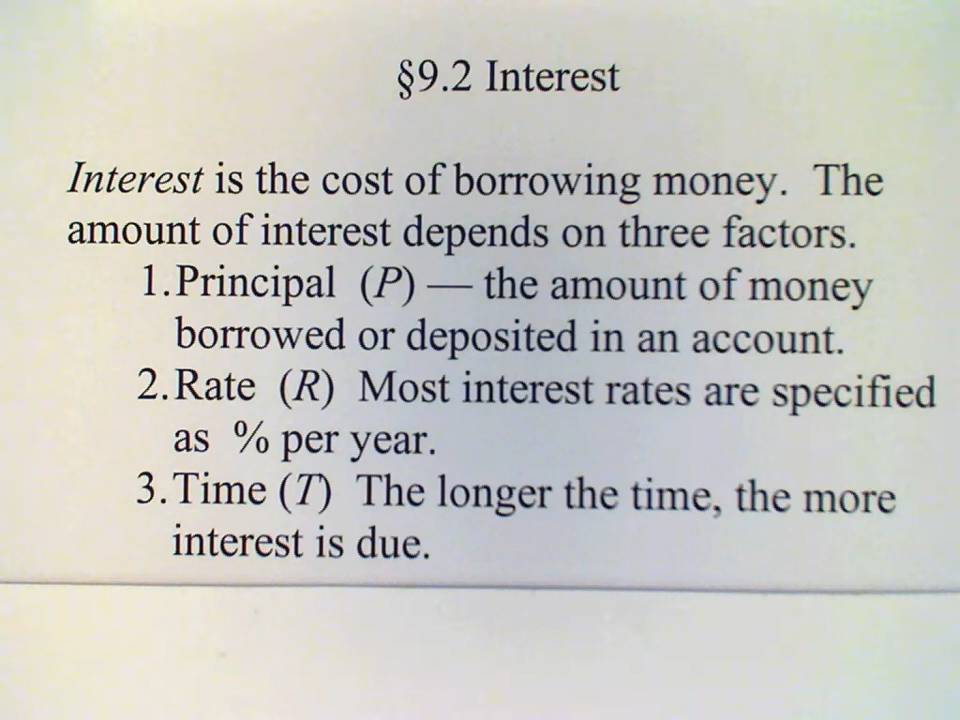 §9.2 Interest
Interest is the cost of borrowing money. The
amount of interest depends on three factors.
1. Principal (P) — the amount of money
borrowed or deposited in an account.
2. Rate (R) Most interest rates are specified
as % per year.
3. Time (T) The longer the time, the more
interest is due.